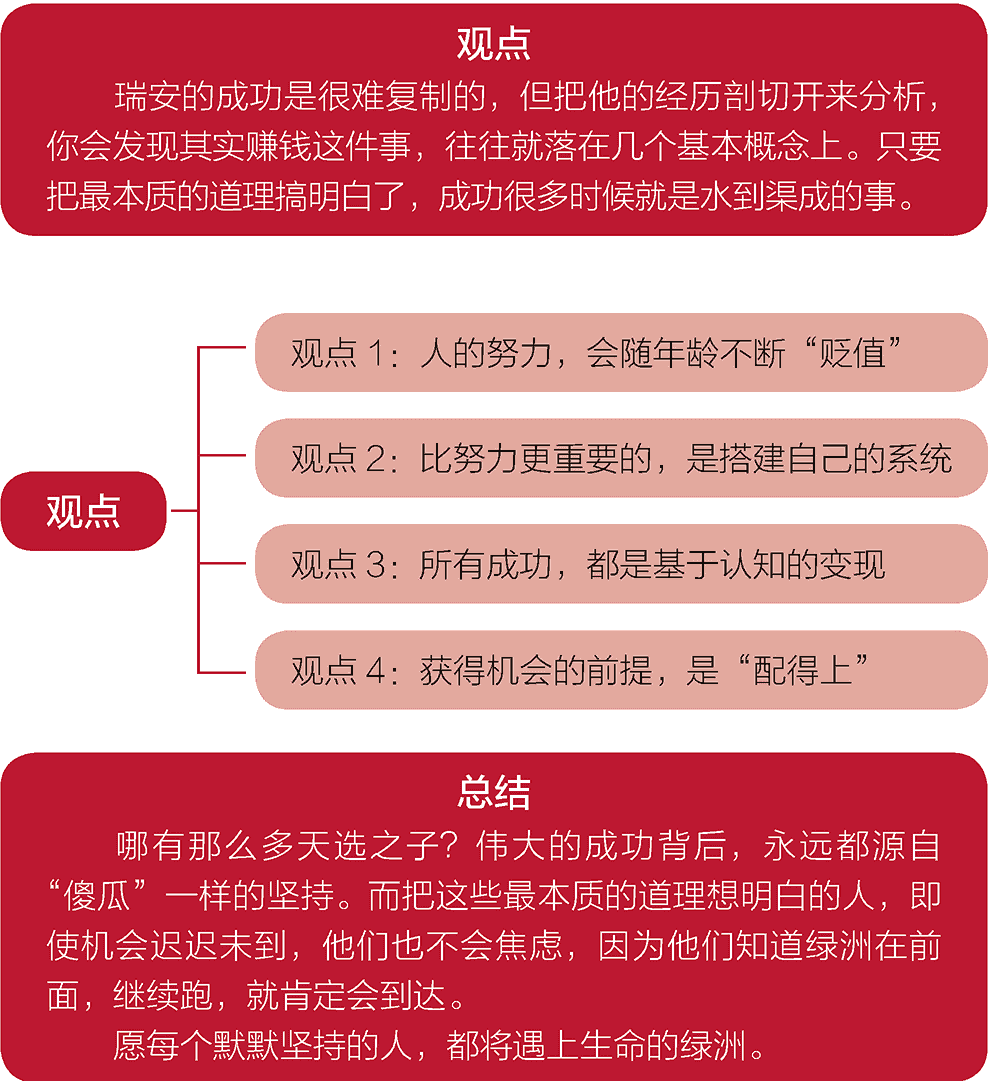 观点
瑞安的成功是很难复制的，但把他的经历剖切开来分析，
你会发现其实赚钱这件事，往往就落在几个基本概念上。只要
把最本质的道理搞明白了，成功很多时候就是水到渠成的事。
观点
观点 1：人的努力，会随年龄不断“贬值”
观点 2：比努力更重要的，是搭建自己的系统
观点 3：所有成功，都是基于认知的变现
观点 4：获得机会的前提，是“配得上”
总结
哪有那么多天选之子？伟大的成功背后，永远都源自
“傻瓜”一样的坚持。而把这些最本质的道理想明白的人，即
使机会迟迟未到，他们也不会焦虑，因为他们知道绿洲在前
面，继续跑，就肯定会到达。
愿每个默默坚持的人，都将遇上生命的绿洲。